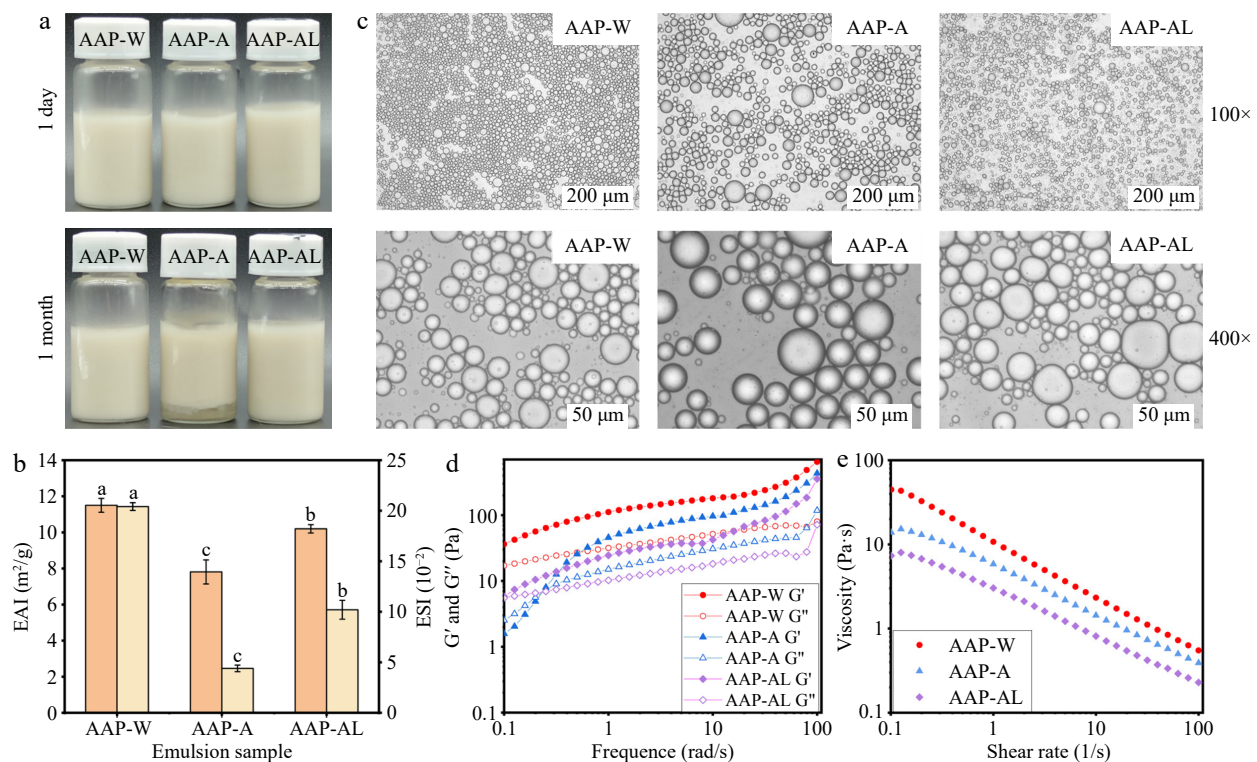 a
1 day
AAP-W AAP-A AAP-AL
1 month
AAP-W AAP-A AAP-AL
c
AAP-W
200 μm
AAP-A
200 μm
AAP-AL
200 μm
100×
AAP-W
50 μm
AAP-A
50 μm
AAP-AL
50 μm
400×
b
EAI (m²/g)
14
12
10
8
6
4
2
0
a a
c
c
b
b
25
20
15
10
5
0
ESI (10⁻²)
AAP-W AAP-A AAP-AL
Emulsion sample
d
G′ and G″ (Pa)
100
10
1
0.1
AAP-W G'
AAP-W G"
AAP-A G'
AAP-A G"
AAP-AL G'
AAP-AL G"
0.1 1 10 100
Frequence (rad/s)
e
Viscosity (Pa·s)
100
10
1
0.1
AAP-W
AAP-A
AAP-AL
0.1 1 10 100
Shear rate (1/s)